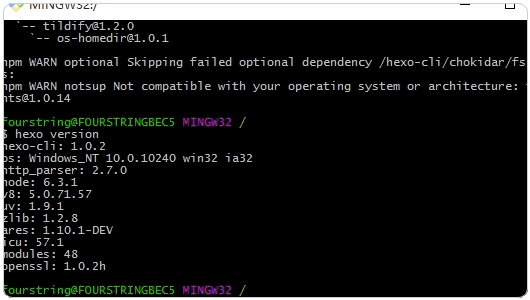 MINGW32:/
`-- tildify@1.2.0
`-- os-homedir@1.0.1
npm WARN optional Skipping failed optional dependency /hexo-cli/chokidar/fs
s:
npm WARN notsup Not compatible with your operating system or architecture:
nts@1.0.14
fourstring@FOURSTRINGBEC5 MINGW32 /
$ hexo version
hexo-cli: 1.0.2
os: Windows_NT 10.0.10240 win32 ia32
http_parser: 2.7.0
node: 6.3.1
v8: 5.0.71.57
uv: 1.9.1
zlib: 1.2.8
ares: 1.10.1-DEV
icu: 57.1
modules: 48
openssl: 1.0.2h
fourstring@FOURSTRINGBEC5 MINGW32 /